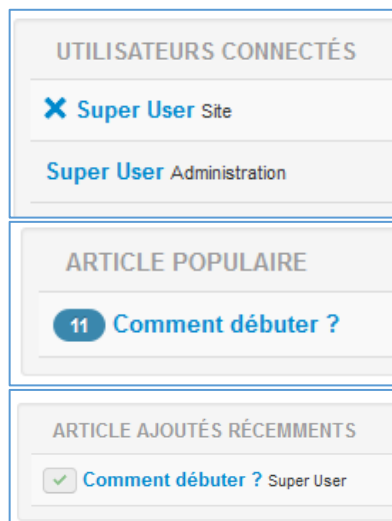 UTILISATEURS CONNECTÉS
Super User Site
Super User Administration
ARTICLE POPULAIRE
11 Comment débuter ?
ARTICLE AJOUTÉS RÉCEMMENTS
Comment débuter ? Super User